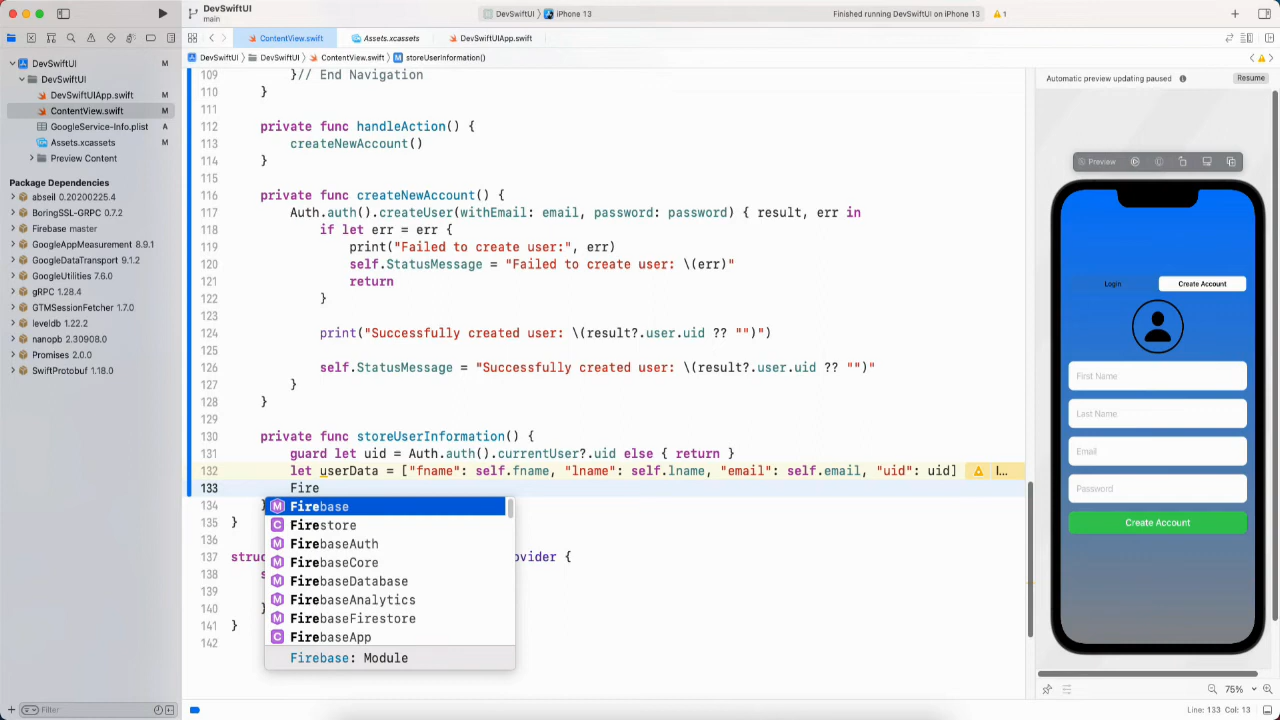 DevSwiftUI
main
DevSwiftUI
iPhone 13
Finished running DevSwiftUI on iPhone 13
1
ContentView.swift
Assets.xcassets
DevSwiftUIApp.swift
DevSwiftUI
DevSwiftUI
ContentView.swift
M
storeUserInformation()
DevSwiftUI
M
DevSwiftUI
DevSwiftUIApp.swift
M
ContentView.swift
M
GoogleService-Info.plist
A
Assets.xcassets
M
Preview Content
Package Dependencies
abseil 0.20200225.4
BoringSSL-GRPC 0.7.2
Firebase master
GoogleAppMeasurement 8.9.1
GoogleDataTransport 9.1.2
GoogleUtilities 7.6.0
gRPC 1.28.4
GTMSessionFetcher 1.7.0
leveldb 1.22.2
nanopb 2.30908.0
Promises 2.0.0
SwiftProtobuf 1.18.0
Filter
109 }// End Navigation
110 }
111
112 private func handleAction() {
113 createNewAccount()
114 }
115
116 private func createNewAccount() {
117 Auth.auth().createUser(withEmail: email, password: password) { result, err in
118 if let err = err {
119 print("Failed to create user:", err)
120 self.StatusMessage = "Failed to create user: \(err)"
121 return
122 }
123
124 print("Successfully created user: \(result?.user.uid ?? "")")
125
126 self.StatusMessage = "Successfully created user: \(result?.user.uid ?? "")"
127 }
128 }
129
130 private func storeUserInformation() {
131 guard let uid = Auth.auth().currentUser?.uid else { return }
132 let userData = ["fname": self.fname, "lname": self.lname, "email": self.email, "uid": uid] I...
133 Fire
134 }
135 }
136
137 struc ovider {
138 s
139
140 }
141 }
142
M Firebase
C Firestore
M FirebaseAuth
M FirebaseCore
M FirebaseDatabase
M FirebaseAnalytics
M FirebaseFirestore
C FirebaseApp
Firebase: Module
Automatic preview updating paused
Resume
Preview
Login
Create Account
First Name
Last Name
Email
Password
Create Account
75%
Line: 133 Col: 13